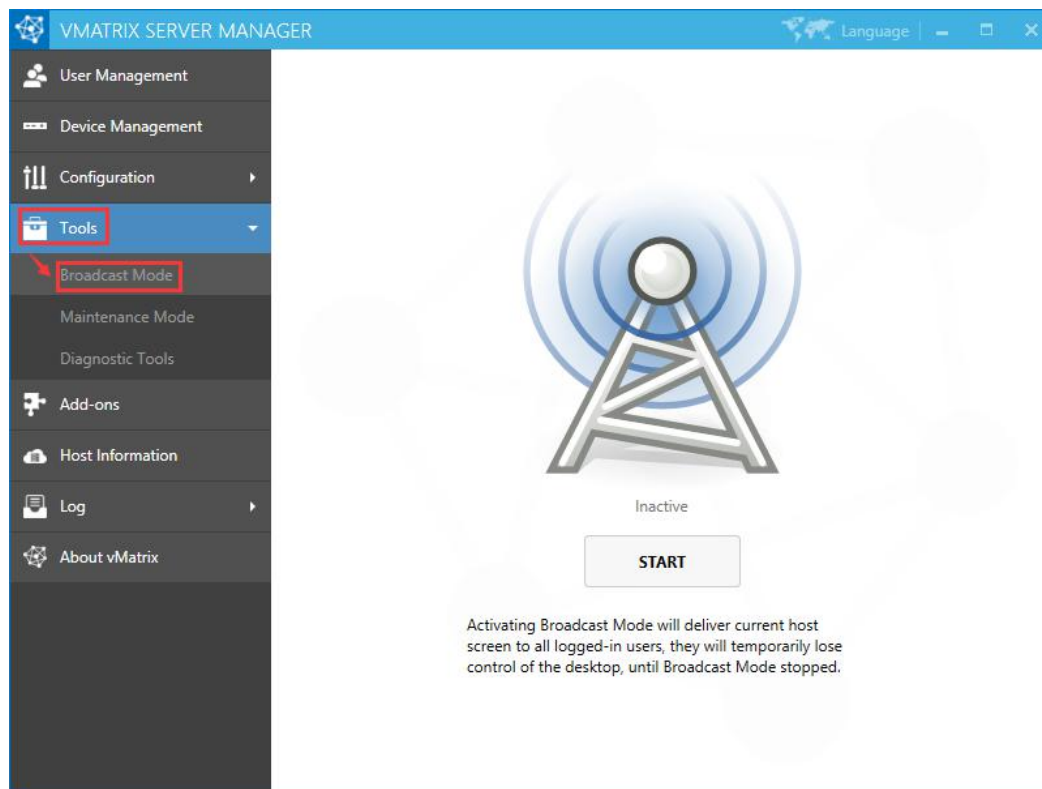 VMATRIX SERVER MANAGER
Language
User Management
Device Management
Configuration
Tools
Broadcast Mode
Maintenance Mode
Diagnostic Tools
Add-ons
Host Information
Log
About vMatrix
Inactive
START
Activating Broadcast Mode will deliver current host
screen to all logged-in users, they will temporarily lose
control of the desktop, until Broadcast Mode stopped.